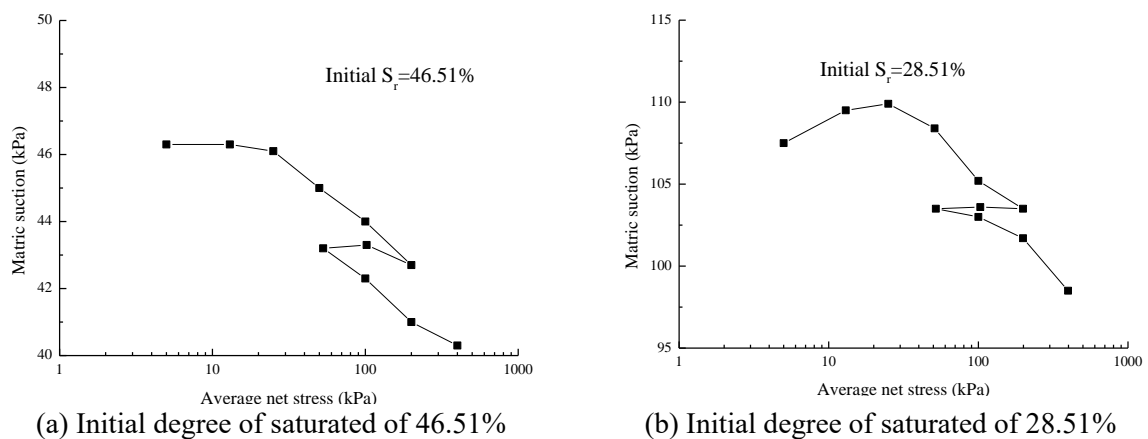 50
48
46
44
42
40
Matric suction (kPa)
Initial S_r=46.51%
1
10
100
1000
Average net stress (kPa)
(a) Initial degree of saturated of 46.51%
115
110
105
100
95
Matric suction (kPa)
Initial S_r=28.51%
1
10
100
1000
Average net stress (kPa)
(b) Initial degree of saturated of 28.51%